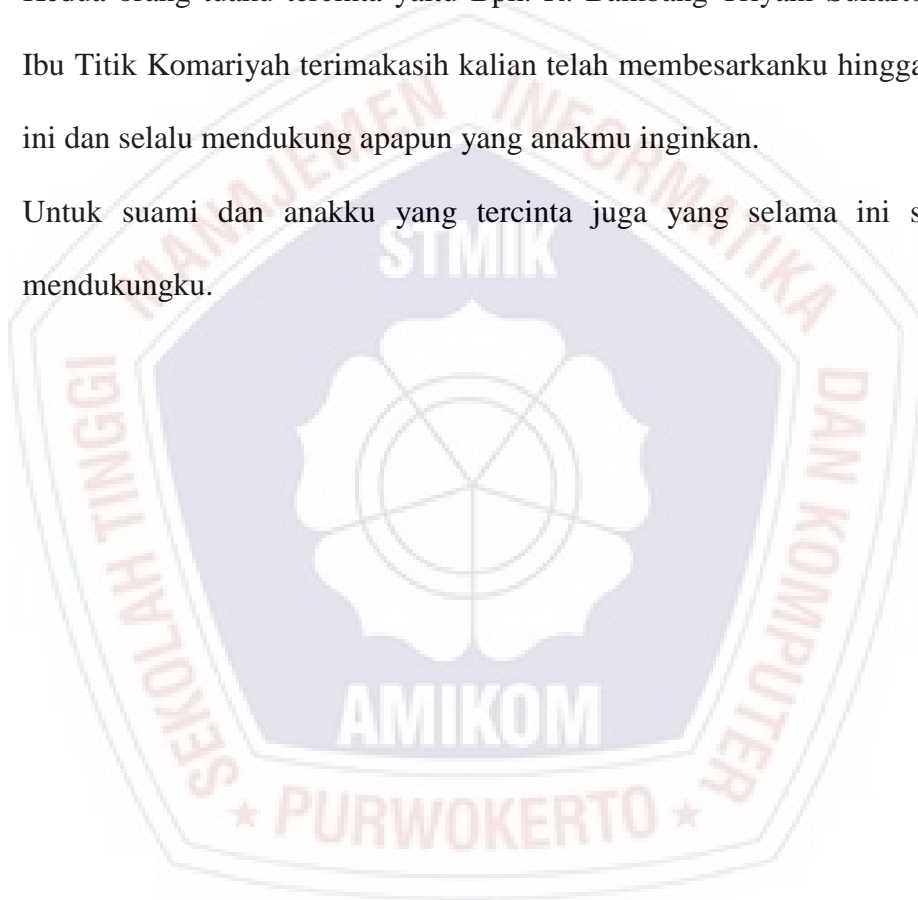 Ibu Titik Komariyah terimakasih kalian telah membesarkanku hingga
ini dan selalu mendukung apapun yang anakmu inginkan.
Untuk suami dan anakku yang tercinta juga yang selama ini s
mendukungku.
SEKOLAH TINGGI MANAJEMEN INFORMATIKA DAN KOMPUTER
STMIK
AMIKOM
* PURWOKERTO *